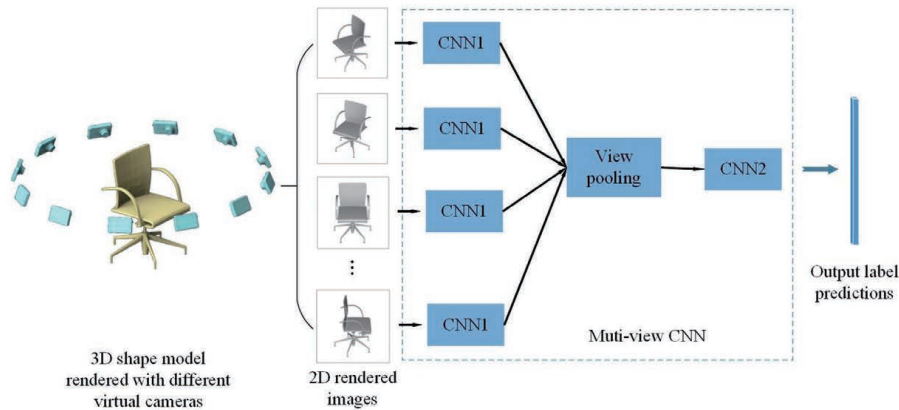 CNN1
CNN1
CNN1
CNN1
View
pooling
CNN2
Muti-view CNN
Output label
predictions
3D shape model
rendered with different
virtual cameras
2D rendered
images